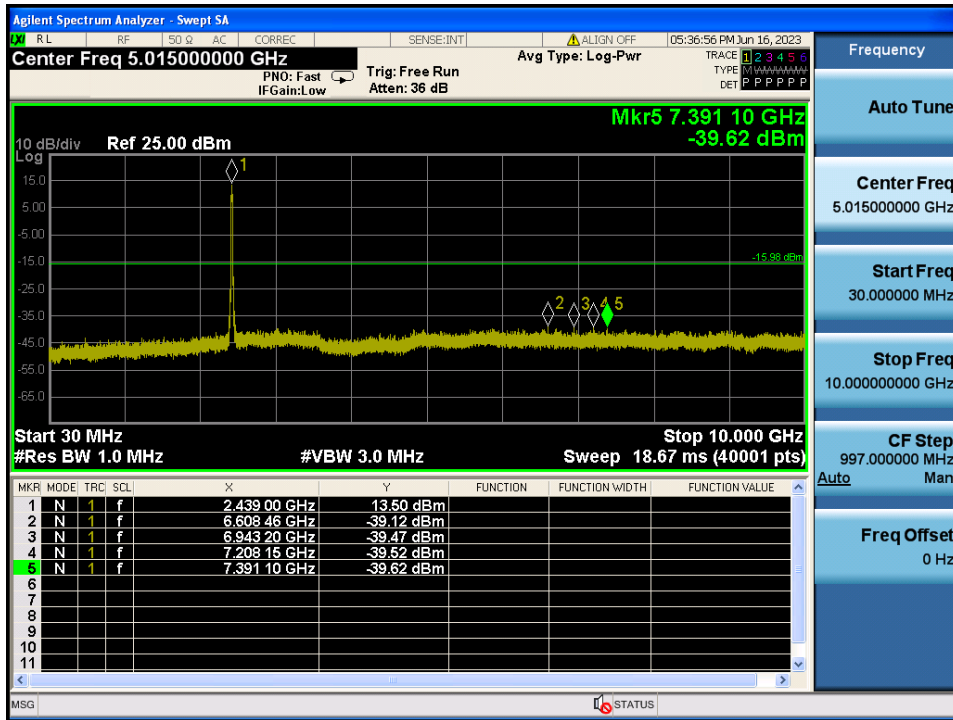 Agilent Spectrum Analyzer - Swept SA
LXI RL RF 50 Ω AC CORREC SENSE:INT ALIGN OFF 05:36:56 PM Jun 16, 2023
Center Freq 5.015000000 GHz
PNO: Fast
IFGain:Low
Trig: Free Run
Atten: 36 dB
Avg Type: Log-Pwr
TRACE 1 2 3 4 5 6
TYPE M WWWWW
DET P P P P P P
Mkr5 7.391 10 GHz
-39.62 dBm
10 dB/div Ref 25.00 dBm
Log
15.0
5.00
-5.00
-15.0
-25.0
-35.0
-45.0
-55.0
-65.0
1
-15.98 dBm
2 3 4 5
Start 30 MHz Stop 10.000 GHz
#Res BW 1.0 MHz #VBW 3.0 MHz Sweep 18.67 ms (40001 pts)
MKR MODE TRC SCL X Y FUNCTION FUNCTION WIDTH FUNCTION VALUE
1 N 1 f 2.439 00 GHz 13.50 dBm
2 N 1 f 6.608 46 GHz -39.12 dBm
3 N 1 f 6.943 20 GHz -39.47 dBm
4 N 1 f 7.208 15 GHz -39.52 dBm
5 N 1 f 7.391 10 GHz -39.62 dBm
6
7
8
9
10
11
MSG STATUS
Frequency
Auto Tune
Center Freq
5.015000000 GHz
Start Freq
30.000000 MHz
Stop Freq
10.000000000 GHz
CF Step
997.000000 MHz
Auto Man
Freq Offset
0 Hz